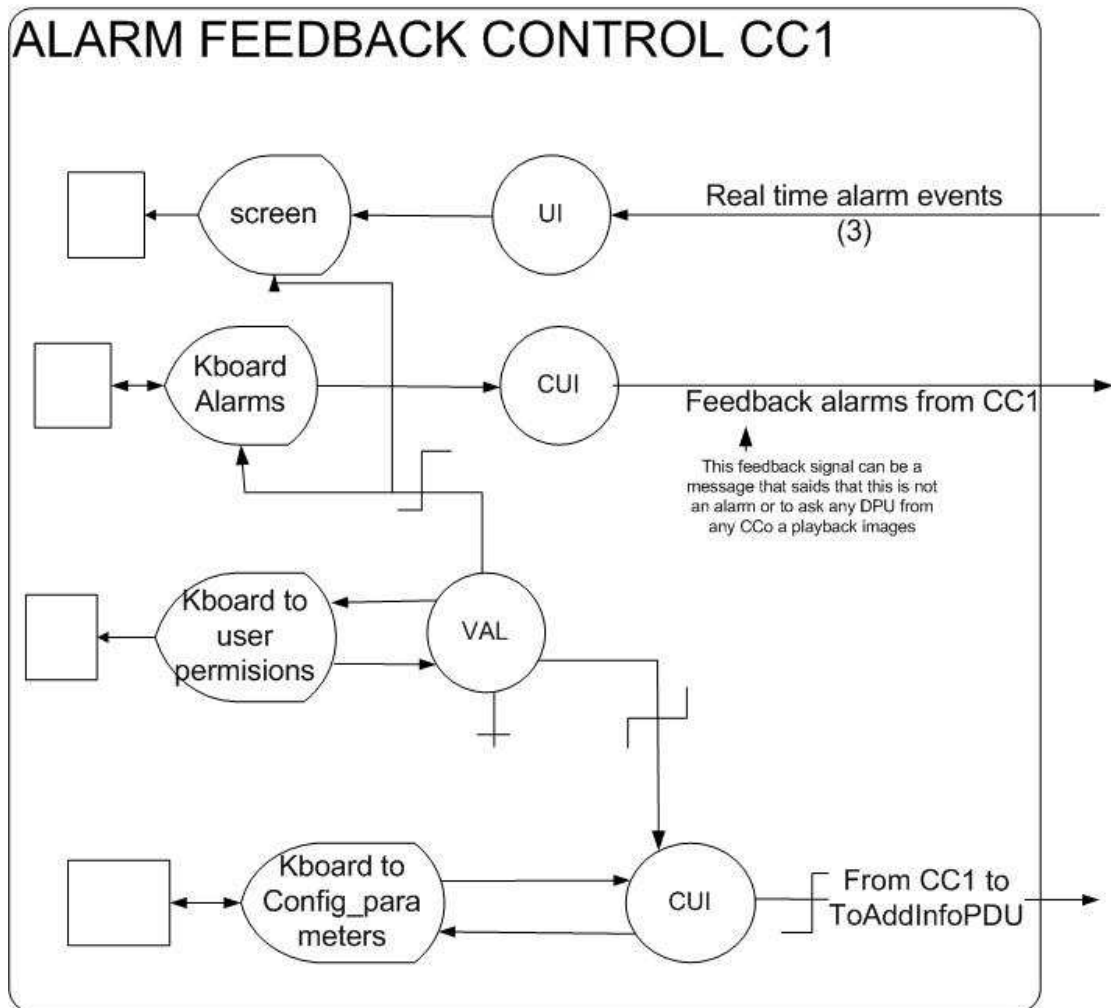 ALARM FEEDBACK CONTROL CC1
screen
UI
Real time alarm events
(3)
Kboard
Alarms
CUI
Feedback alarms from CC1
This feedback signal can be a
message that saids that this is not
an alarm or to ask any DPU from
any CCo a playback images
Kboard to
user
permisions
VAL
Kboard to
Config_para
meters
CUI
From CC1 to
ToAddInfoPDU